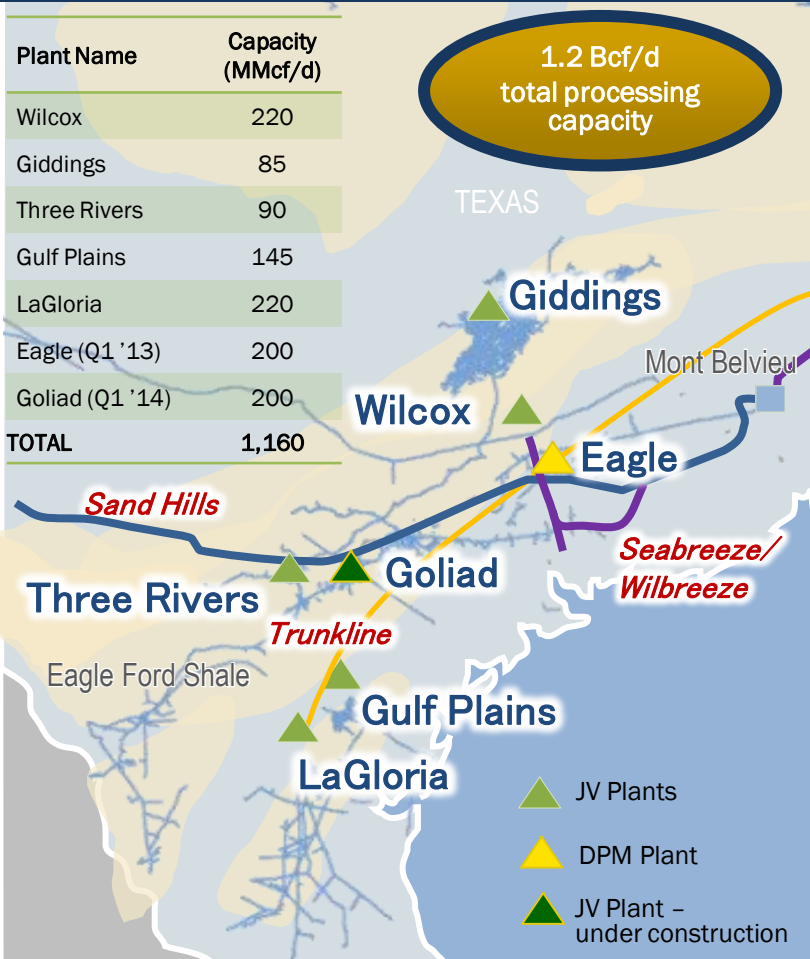 Plant Name
Capacity
(MMcf/d)
Wilcox 220
Giddings 85
Three Rivers 90
Gulf Plains 145
LaGloria 220
Eagle (Q1 ’13) 200
Goliad (Q1 ’14) 200
TOTAL 1,160
1.2 Bcf/d
total processing
capacity
TEXAS
Giddings
Mont Belvieu
Wilcox
Eagle
Sand Hills
Seabreeze/
Wilbreeze
Goliad
Three Rivers
Trunkline
Eagle Ford Shale
Gulf Plains
LaGloria
JV Plants
DPM Plant
JV Plant –
under construction